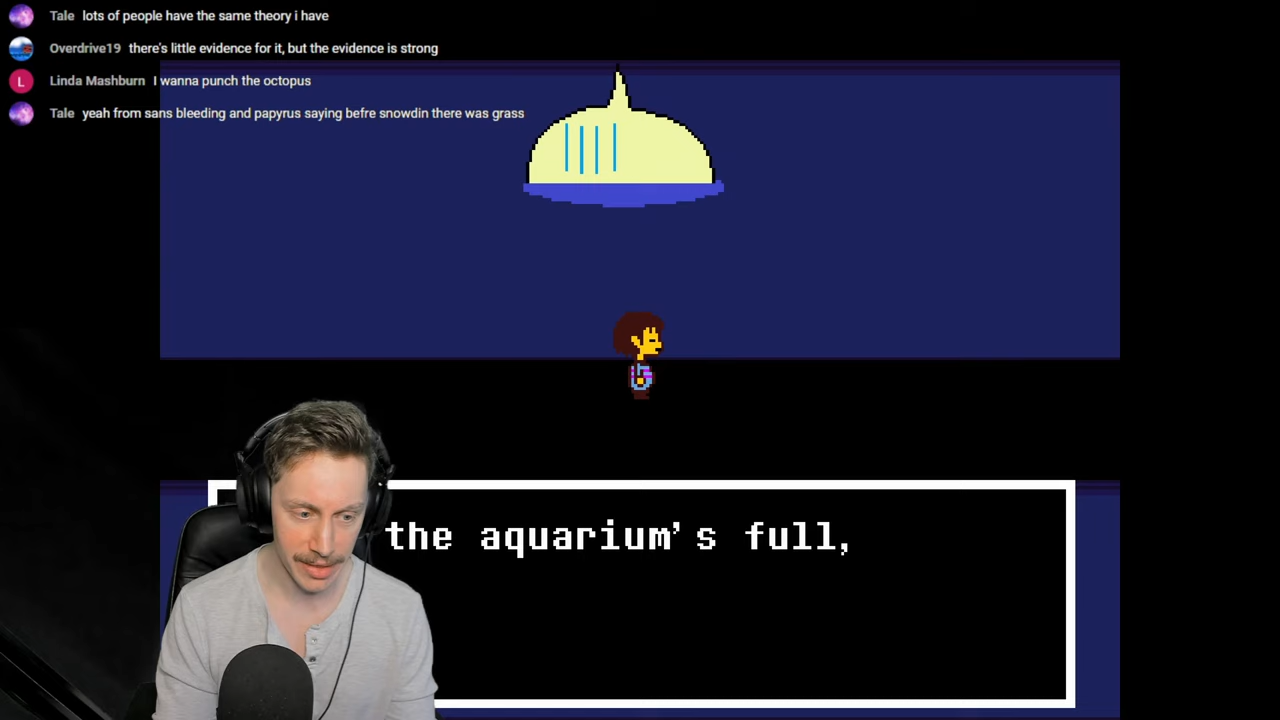 Tale lots of people have the same theory i have
Overdrive19 there's little evidence for it, but the evidence is strong
L Linda Mashburn I wanna punch the octopus
Tale yeah from sans bleeding and papyrus saying befre snowdin there was grass
the aquarium's full,